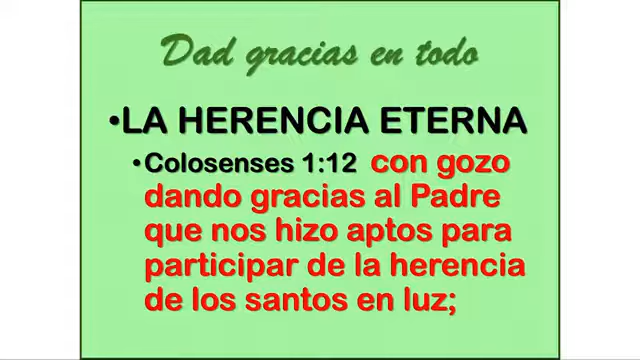 Dad gracias en todo
•LA HERENCIA ETERNA
•Colosenses 1:12 con gozo
dando gracias al Padre
que nos hizo aptos para
participar de la herencia
de los santos en luz;